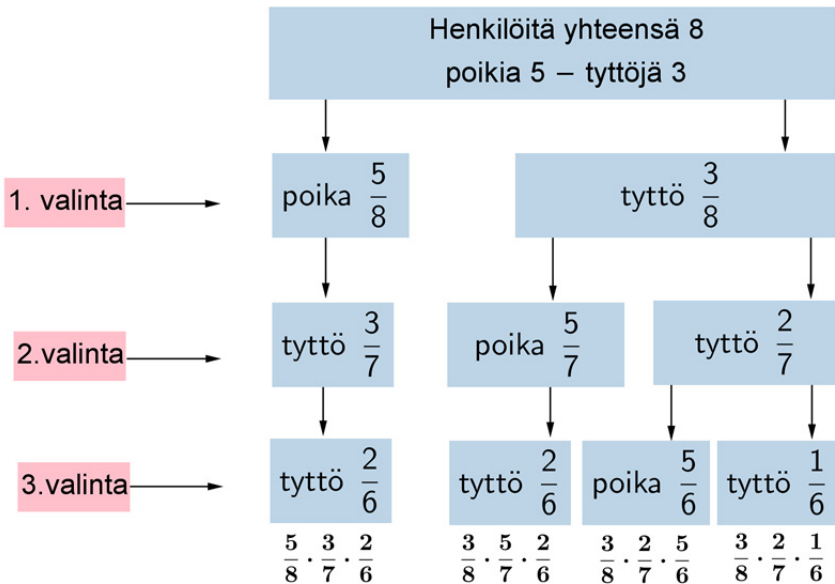 Henkilöitä yhteensä 8
poikia 5 – tyttöjä 3
1. valinta
poika 5/8
tyttö 3/8
2.valinta
tyttö 3/7
poika 5/7
tyttö 2/7
3.valinta
tyttö 2/6
tyttö 2/6
poika 5/6
tyttö 1/6
5/8 · 3/7 · 2/6
3/8 · 5/7 · 2/6
3/8 · 2/7 · 5/6
3/8 · 2/7 · 1/6